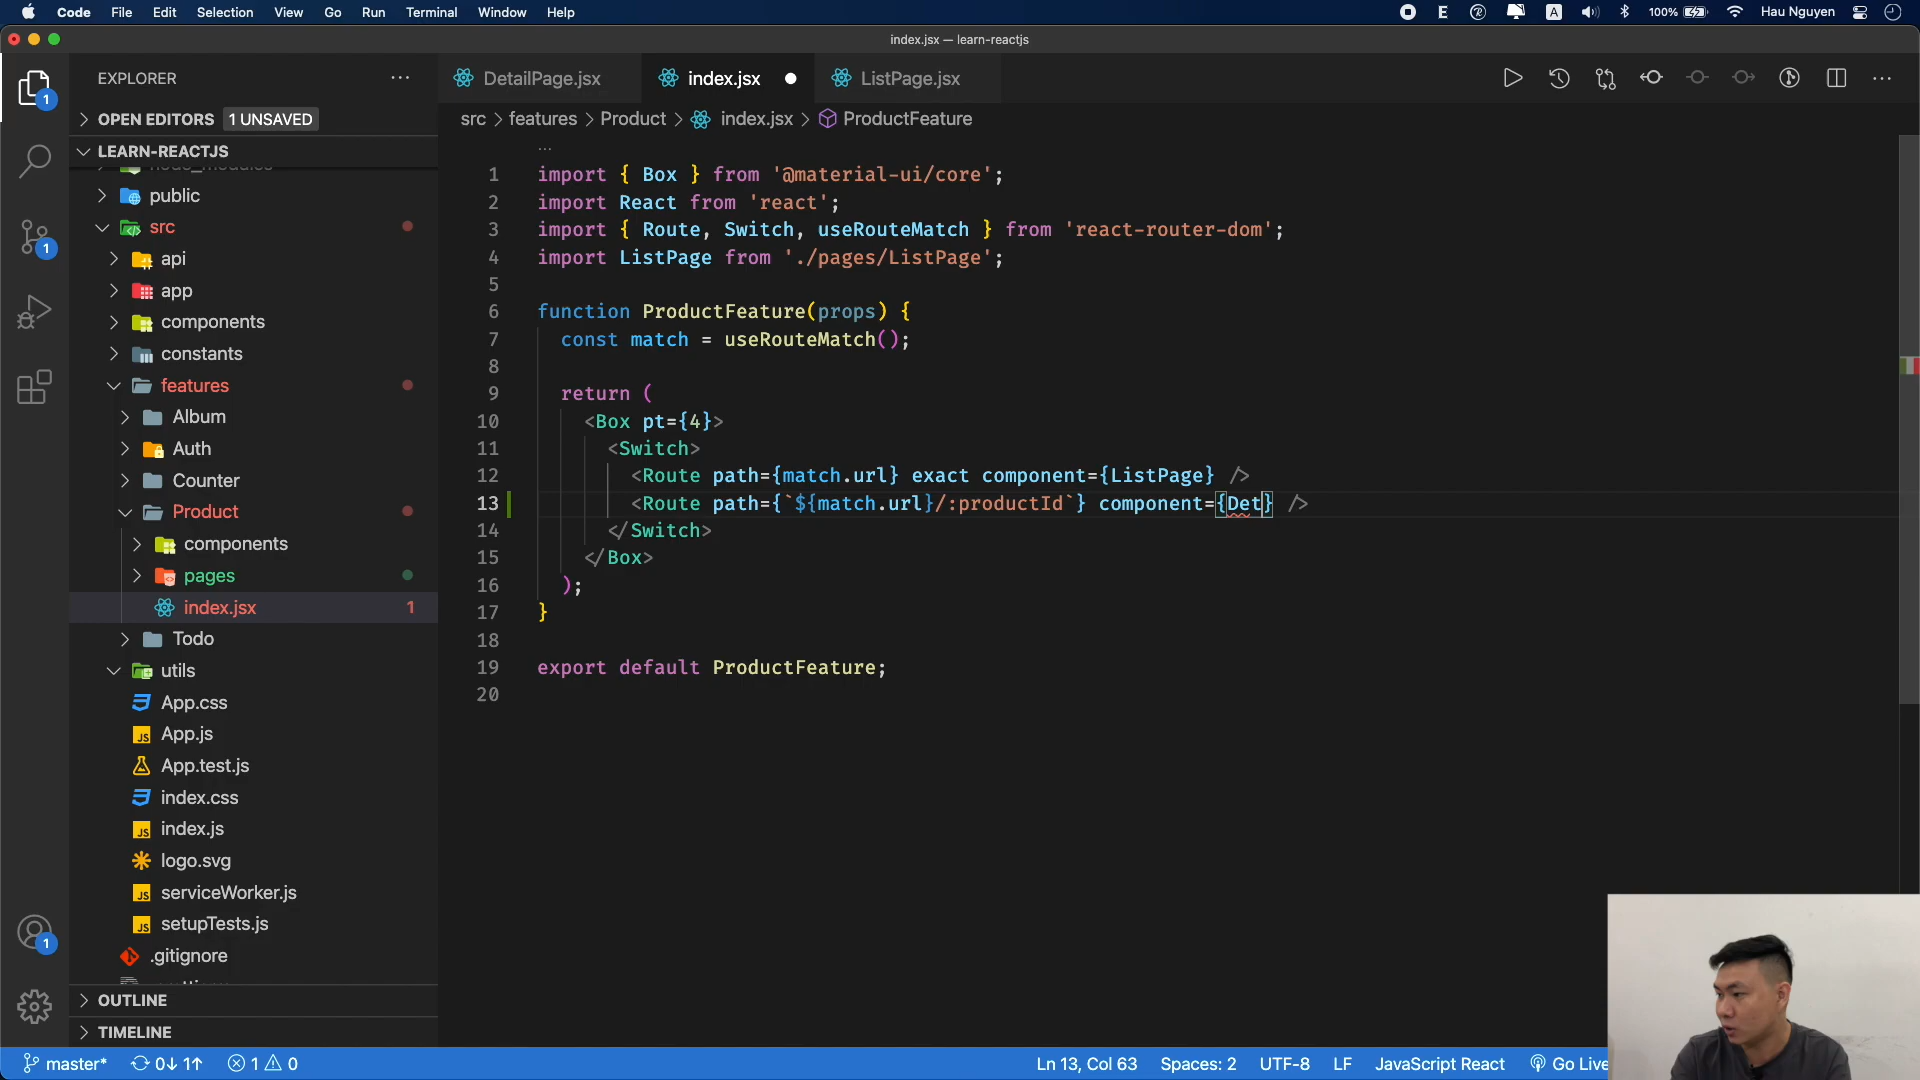 Code File Edit Selection View Go Run Terminal Window Help
E A 100% Hau Nguyen
index.jsx — learn-reactjs
EXPLORER
DetailPage.jsx index.jsx ListPage.jsx
OPEN EDITORS 1 UNSAVED
src > features > Product > index.jsx > ProductFeature
LEARN-REACTJS
node_modules
public
src
api
app
components
constants
features
Album
Auth
Counter
Product
components
pages
index.jsx 1
Todo
utils
App.css
App.js
App.test.js
index.css
index.js
logo.svg
serviceWorker.js
setupTests.js
.gitignore
OUTLINE
TIMELINE
1 import { Box } from '@material-ui/core';
2 import React from 'react';
3 import { Route, Switch, useRouteMatch } from 'react-router-dom';
4 import ListPage from './pages/ListPage';
5
6 function ProductFeature(props) {
7 const match = useRouteMatch();
8
9 return (
10 <Box pt={4}>
11 <Switch>
12 <Route path={match.url} exact component={ListPage} />
13 <Route path={`${match.url}/:productId`} component={Det} />
14 </Switch>
15 </Box>
16 );
17 }
18
19 export default ProductFeature;
20
1
1
1
master* 0↓ 1↑ 1 0 Ln 13, Col 63 Spaces: 2 UTF-8 LF JavaScript React Go Live